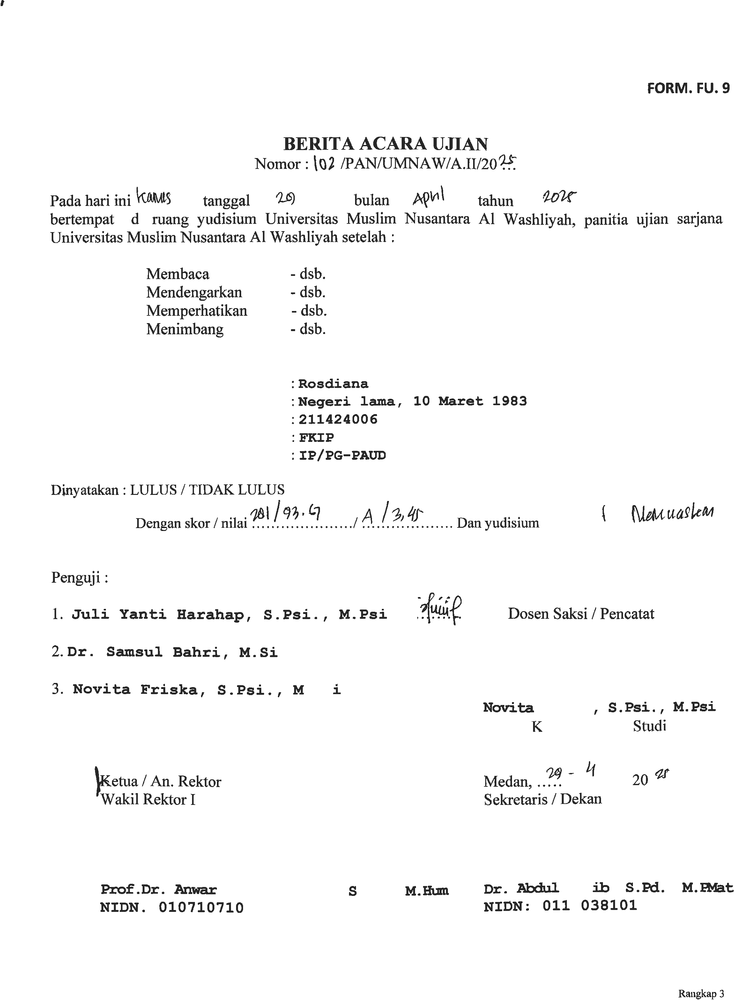 FORM. FU. 9
BERITA ACARA UJIAN
Nomor : 102 /PAN/UMNAW/A.II/2025
Pada hari ini Kamis tanggal 29 bulan April tahun 2025
bertempat d ruang yudisium Universitas Muslim Nusantara Al Washliyah, panitia ujian sarjana
Universitas Muslim Nusantara Al Washliyah setelah :
Membaca - dsb.
Mendengarkan - dsb.
Memperhatikan - dsb.
Menimbang - dsb.
: Rosdiana
: Negeri lama, 10 Maret 1983
: 211424006
: FKIP
: IP/PG-PAUD
Dinyatakan : LULUS / TIDAK LULUS
Dengan skor / nilai 281/93.67 / A / 3,45 Dan yudisium Memuaskan
Penguji :
1. Juli Yanti Harahap, S.Psi., M.Psi Dosen Saksi / Pencatat
2. Dr. Samsul Bahri, M.Si
3. Novita Friska, S.Psi., M i
Novita , S.Psi., M.Psi
K Studi
Ketua / An. Rektor Medan, 29 - 4 2025
Wakil Rektor I Sekretaris / Dekan
Prof.Dr. Anwar S M.Hum Dr. Abdul ib S.Pd. M.PMat
NIDN. 010710710 NIDN: 011 038101
Rangkap 3